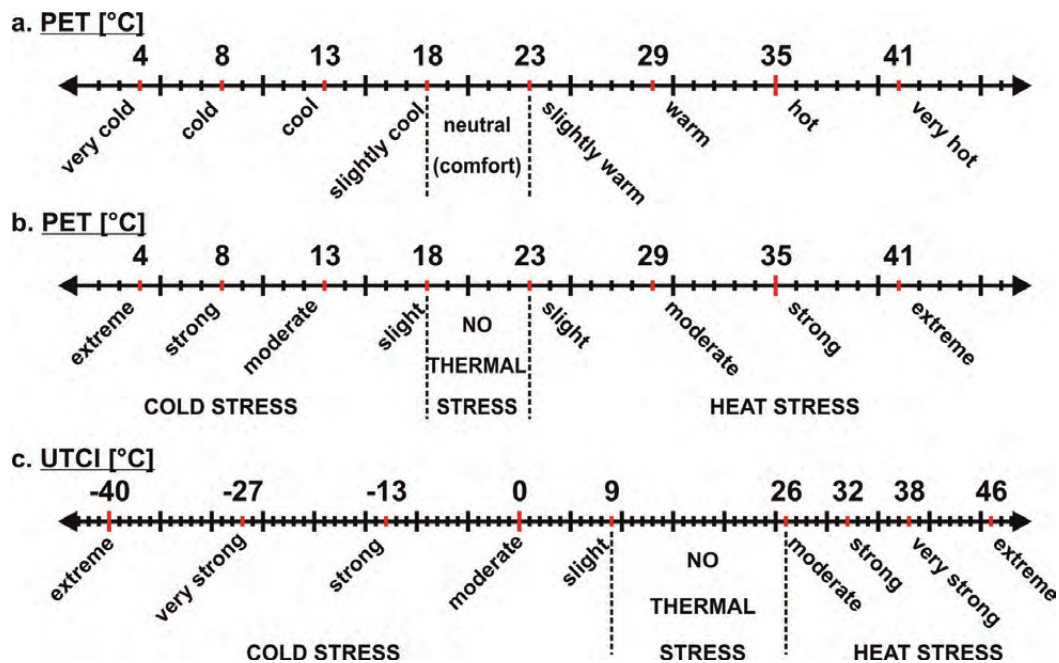 a. PET [°C]
4 8 13 18 23 29 35 41
very cold cold cool slightly cool neutral (comfort) slightly warm warm hot very hot
b. PET [°C]
4 8 13 18 23 29 35 41
extreme strong moderate slight NO slight moderate strong extreme
THERMAL
COLD STRESS STRESS HEAT STRESS
c. UTCI [°C]
-40 -27 -13 0 9 26 32 38 46
extreme very strong strong moderate slight NO moderate strong very strong extreme
THERMAL
COLD STRESS STRESS HEAT STRESS